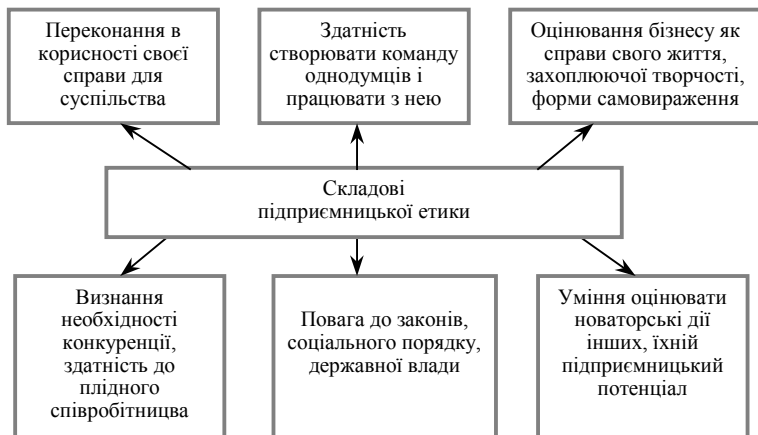 Переконання в
корисності своєї
справи для
суспільства
Здатність
створювати команду
однодумців і
працювати з нею
Оцінювання бізнесу як
справи свого життя,
захоплюючої творчості,
форми самовираження
Складові
підприємницької етики
Визнання
необхідності
конкуренції,
здатність до
плідного
співробітницва
Повага до законів,
соціального порядку,
державної влади
Уміння оцінювати
новаторські дії
інших, їхній
підприємницький
потенціал